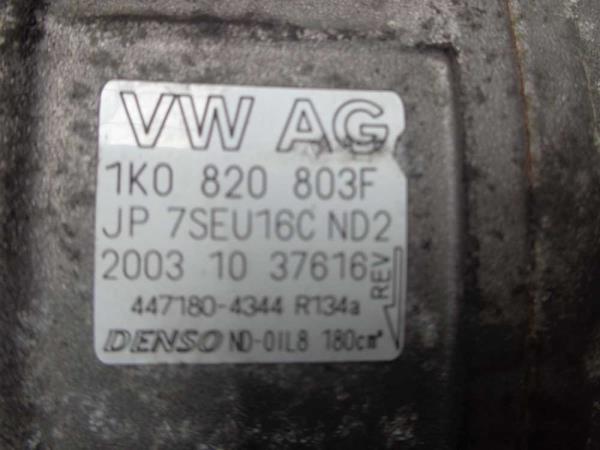 VW AG
1K0 820 803F
JP 7SEU16C ND2
2003 10 37616
REV
447180-4344 R134a
DENSO ND-OIL8 180cm³